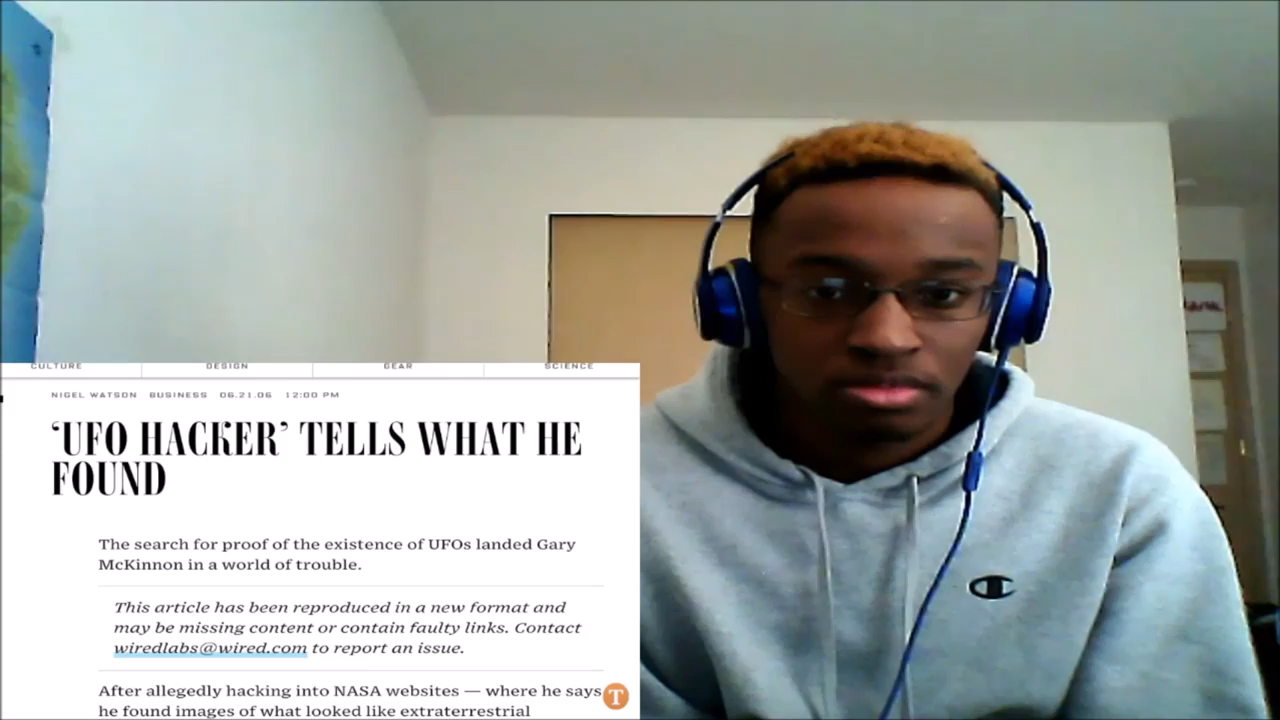 CULTURE DESIGN GEAR SCIENCE
NIGEL WATSON BUSINESS 06.21.06 12:00 PM
‘UFO HACKER’ TELLS WHAT HE
FOUND
The search for proof of the existence of UFOs landed Gary
McKinnon in a world of trouble.
This article has been reproduced in a new format and
may be missing content or contain faulty links. Contact
wiredlabs@wired.com to report an issue.
After allegedly hacking into NASA websites — where he says
he found images of what looked like extraterrestrial
T